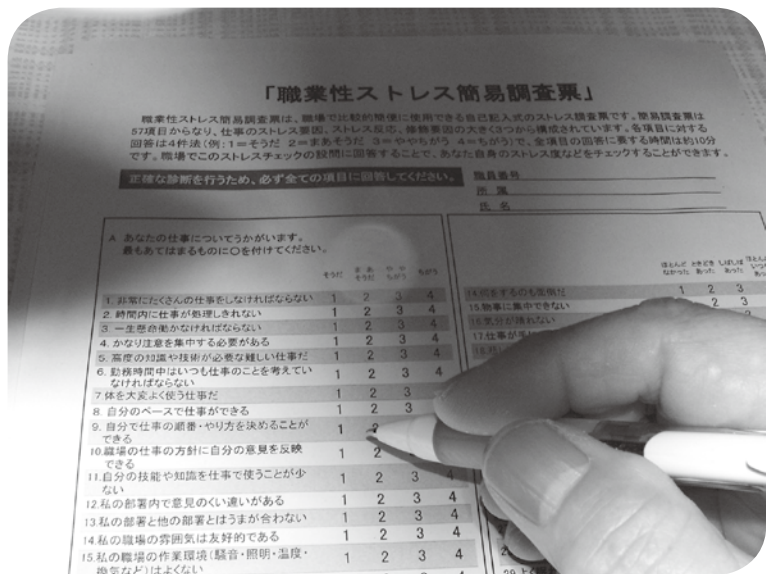 「職業性ストレス簡易調査票」
職業性ストレス簡易調査票は、職場で比較的簡便に使用できる自己記入式のストレス調査票です。簡易調査票は
57項目からなり、仕事のストレス要因、ストレス反応、修飾要因の大きく3つから構成されています。各項目に対する
回答は4件法(例:1=そうだ 2=まあそうだ 3=ややちがう 4=ちがう)で、全項目の回答に要する時間は約10分
です。職場でこのストレスチェックの設問に回答することで、あなた自身のストレス度などをチェックすることができます。
正確な診断を行うため、必ず全ての項目に回答してください。
職員番号
所 属
氏 名
A あなたの仕事についてうかがいます。
最もあてはまるものに○を付けてください。
そうだ まあそうだ ややちがう ちがう
1. 非常にたくさんの仕事をしなければならない 1 2 3 4
2. 時間内に仕事が処理しきれない 1 2 3 4
3. 一生懸命働かなければならない 1 2 3 4
4. かなり注意を集中する必要がある 1 2 3 4
5. 高度の知識や技術が必要な難しい仕事だ 1 2 3 4
6. 勤務時間中はいつも仕事のことを考えてい 1 2 3 4
なければならない
7 体を大変よく使う仕事だ 1 2 3
8. 自分のペースで仕事ができる 1 2 3
9. 自分で仕事の順番・やり方を決めることが 1 2
できる
10.職場の仕事の方針に自分の意見を反映 1 2
できる
11.自分の技能や知識を仕事で使うことが少 1 2 3 4
ない
12.私の部署内で意見のくい違いがある 1 2 3 4
13.私の部署と他の部署とはうまが合わない 1 2 3 4
14.私の職場の雰囲気は友好的である 1 2 3 4
15.私の職場の作業環境(騒音・照明・温度・ 1 2 3 4
換気など)はよくない
ほとんどなかった ときどきあった しばしばあった
14.何をするのも面倒だ 1 2 3
15.物事に集中できない 2 3
16.気分が晴れない
17.仕事が手